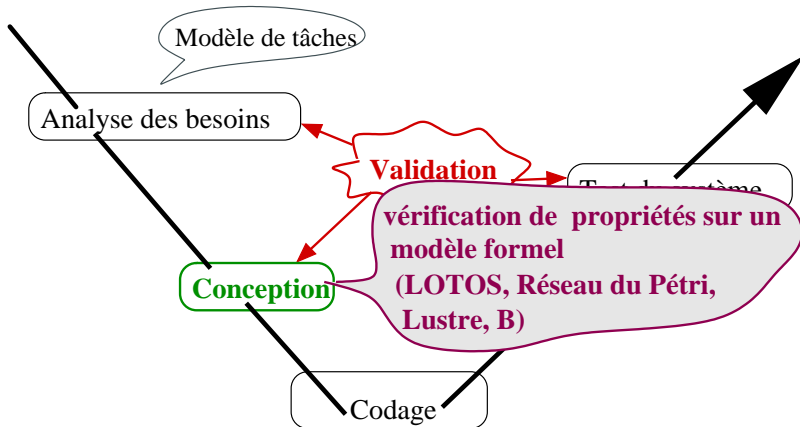 Modèle de tâches
Analyse des besoins
Validation
vérification de propriétés sur un
modèle formel
(LOTOS, Réseau du Pétri,
Lustre, B)
Conception
Codage